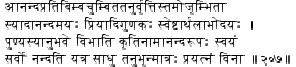 आनन्दप्रतिबिम्बचुम्बिततनुर्वृत्तिस्तमोजृम्भिता
स्यादानन्दमयः प्रियादिगुणकः स्वेष्टार्थलाभोदयः ।
पुण्यस्यानुभवे विभाति कृतिनामानन्दरूपः स्वयं
सर्वो नन्दति यत्र साधु तनुभृन्मात्रः प्रयत्नं विना ॥ २०७॥